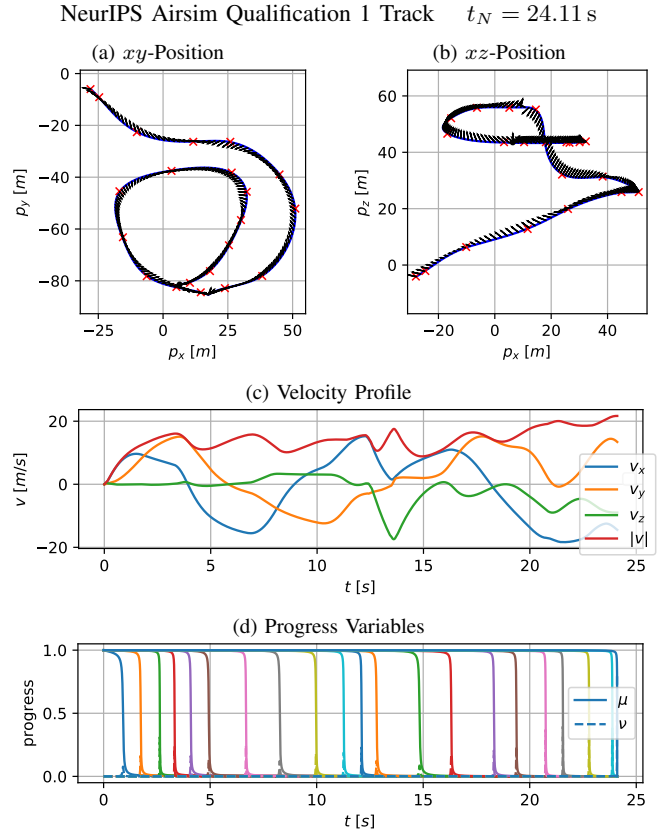 NeurIPS Airsim Qualification 1 Track t_N = 24.11 s
(a) xy-Position
(b) xz-Position
0
−20
−40
−60
−80
p_y [m]
−25 0 25 50
p_x [m]
60
40
20
0
p_z [m]
−20 0 20 40
p_x [m]
(c) Velocity Profile
20
0
−20
v [m/s]
v_x
v_y
v_z
|v|
0 5 10 15 20 25
t [s]
(d) Progress Variables
1.0
0.5
0.0
progress
μ
ν
0 5 10 15 20 25
t [s]